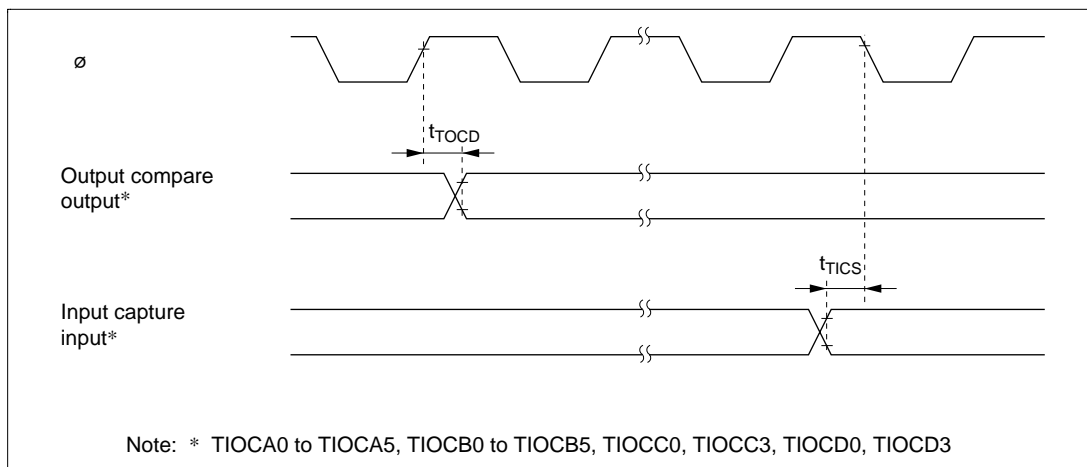 ø
tTOCD
Output compare
output*
tTICS
Input capture
input*
Note: * TIOCA0 to TIOCA5, TIOCB0 to TIOCB5, TIOCC0, TIOCC3, TIOCD0, TIOCD3